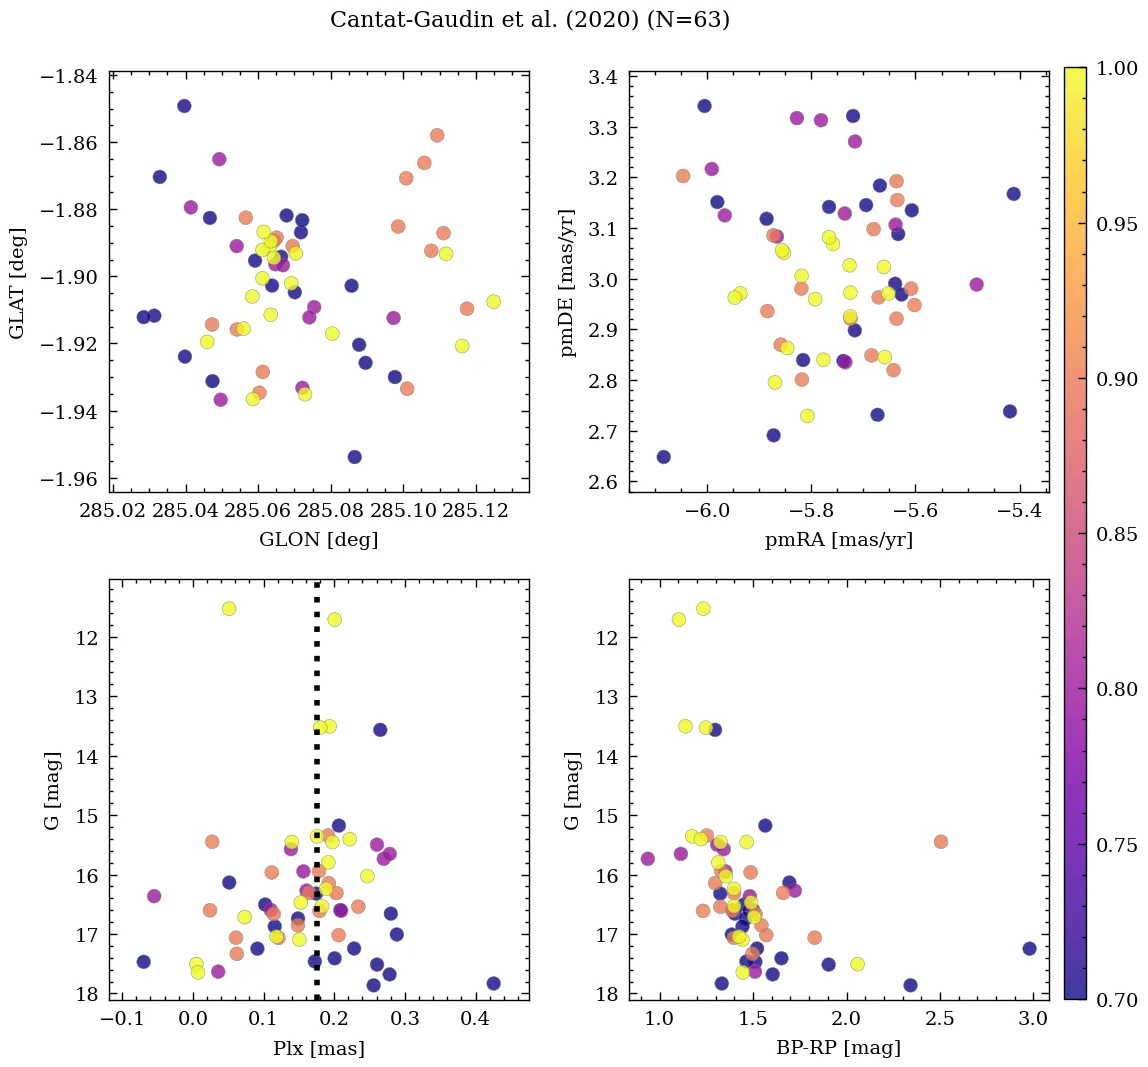 Cantat-Gaudin et al. (2020) (N=63)
−1.84
−1.86
−1.88
−1.90
−1.92
−1.94
−1.96
GLAT [deg]
285.02 285.04 285.06 285.08 285.10 285.12
GLON [deg]
3.4
3.3
3.2
3.1
3.0
2.9
2.8
2.7
2.6
pmDE [mas/yr]
−6.0 −5.8 −5.6 −5.4
pmRA [mas/yr]
12
13
14
15
16
17
18
G [mag]
−0.1 0.0 0.1 0.2 0.3 0.4
Plx [mas]
12
13
14
15
16
17
18
G [mag]
1.0 1.5 2.0 2.5 3.0
BP-RP [mag]
1.00
0.95
0.90
0.85
0.80
0.75
0.70